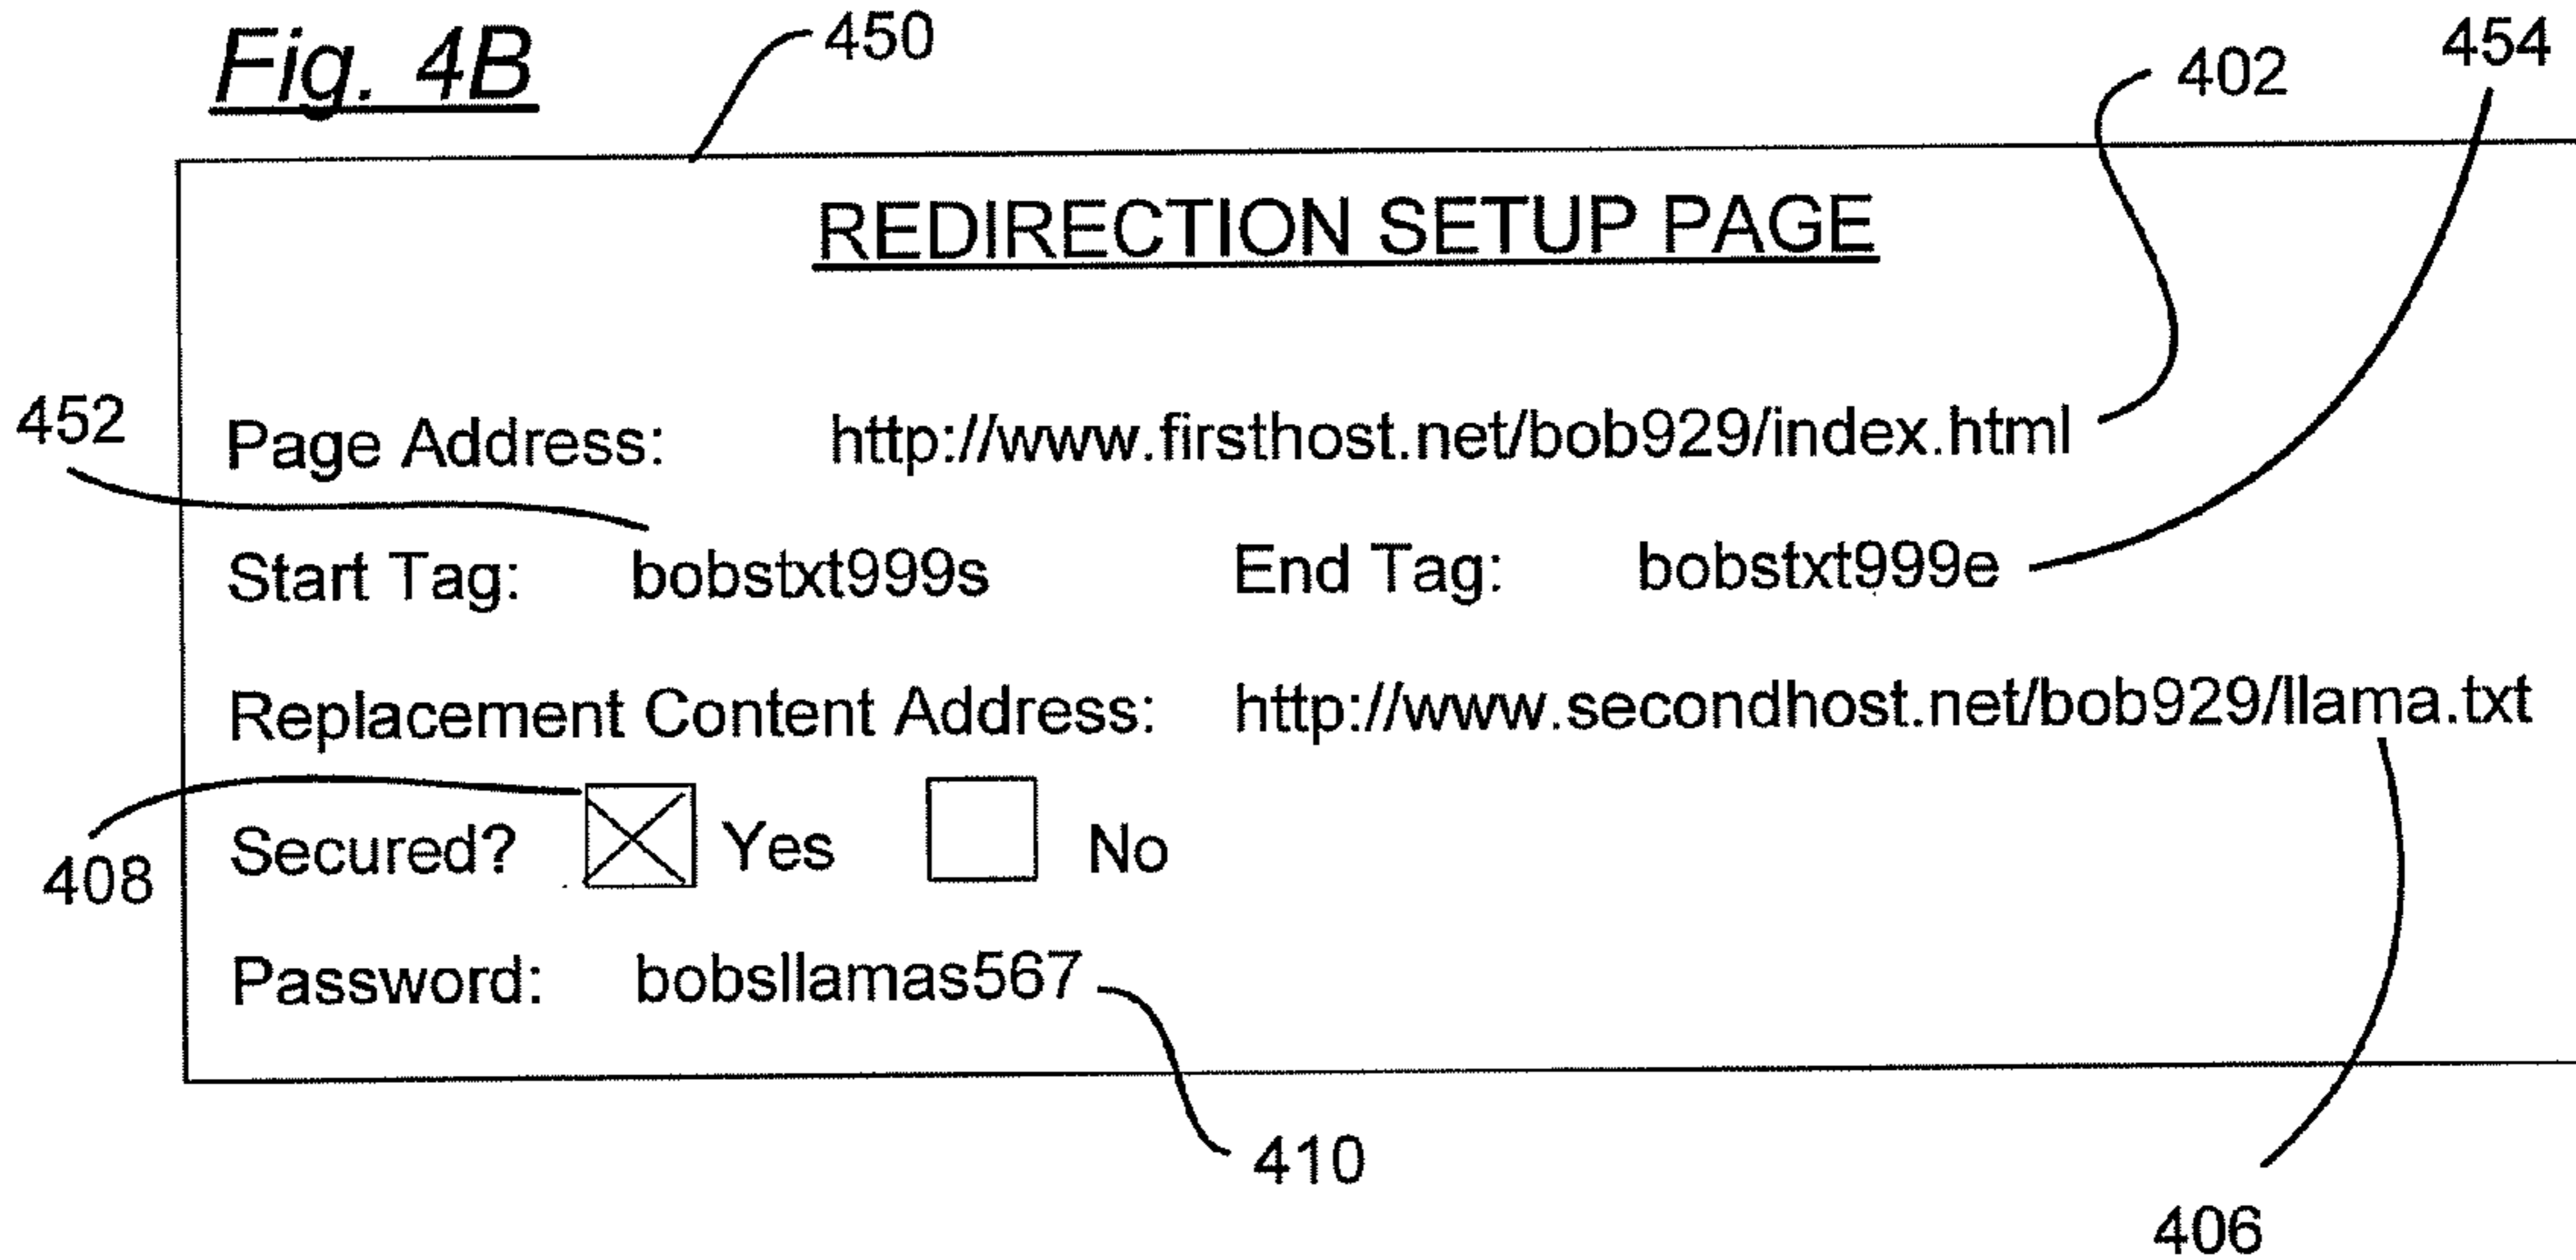 Fig. 4B
450
402
454
REDIRECTION SETUP PAGE
452
Page Address: http://www.firsthost.net/bob929/index.html
Start Tag: bobstxt999s End Tag: bobstxt999e
Replacement Content Address: http://www.secondhost.net/bob929/llama.txt
408
Secured? Yes No
Password: bobsllamas567
410
406